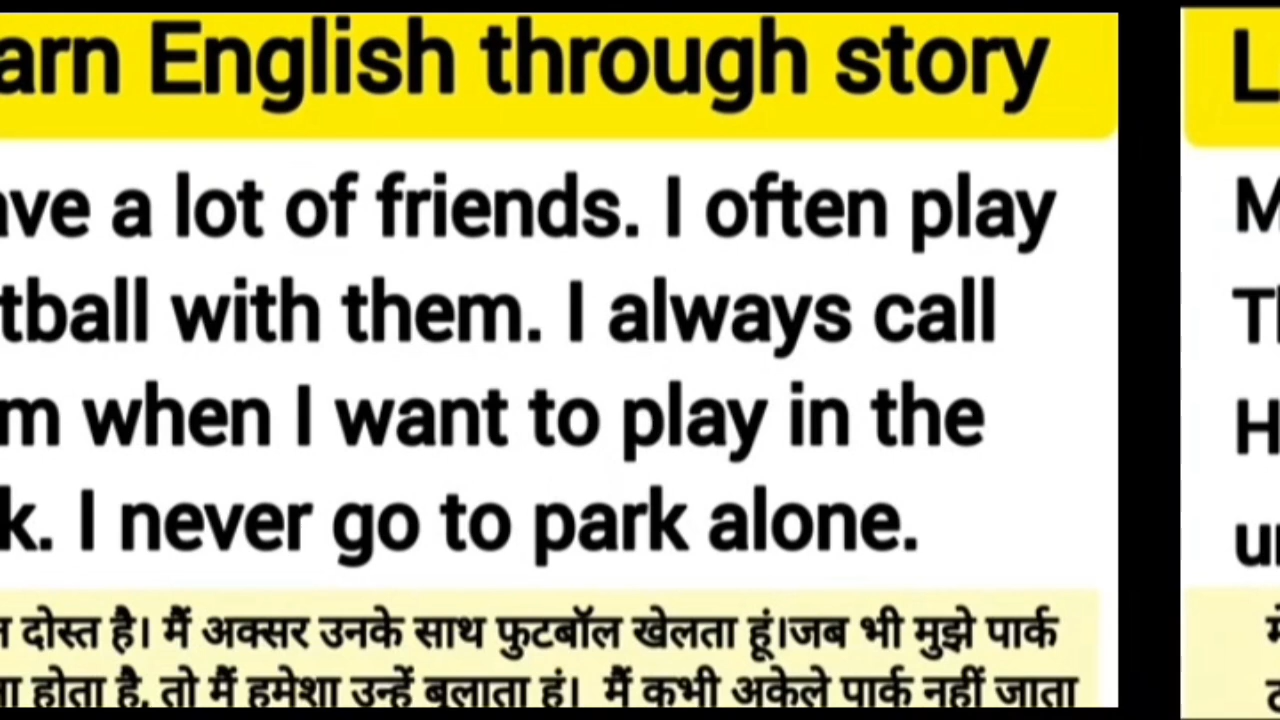 arn English through story
ave a lot of friends. I often play
tball with them. I always call
m when I want to play in the
k. I never go to park alone.
दोस्त है। मैं अक्सर उनके साथ फुटबॉल खेलता हूं।जब भी मुझे पार्क
होता है, तो मैं हमेशा उन्हें बुलाता हूं। मैं कभी अकेले पार्क नहीं जाता
L
M
Th
H